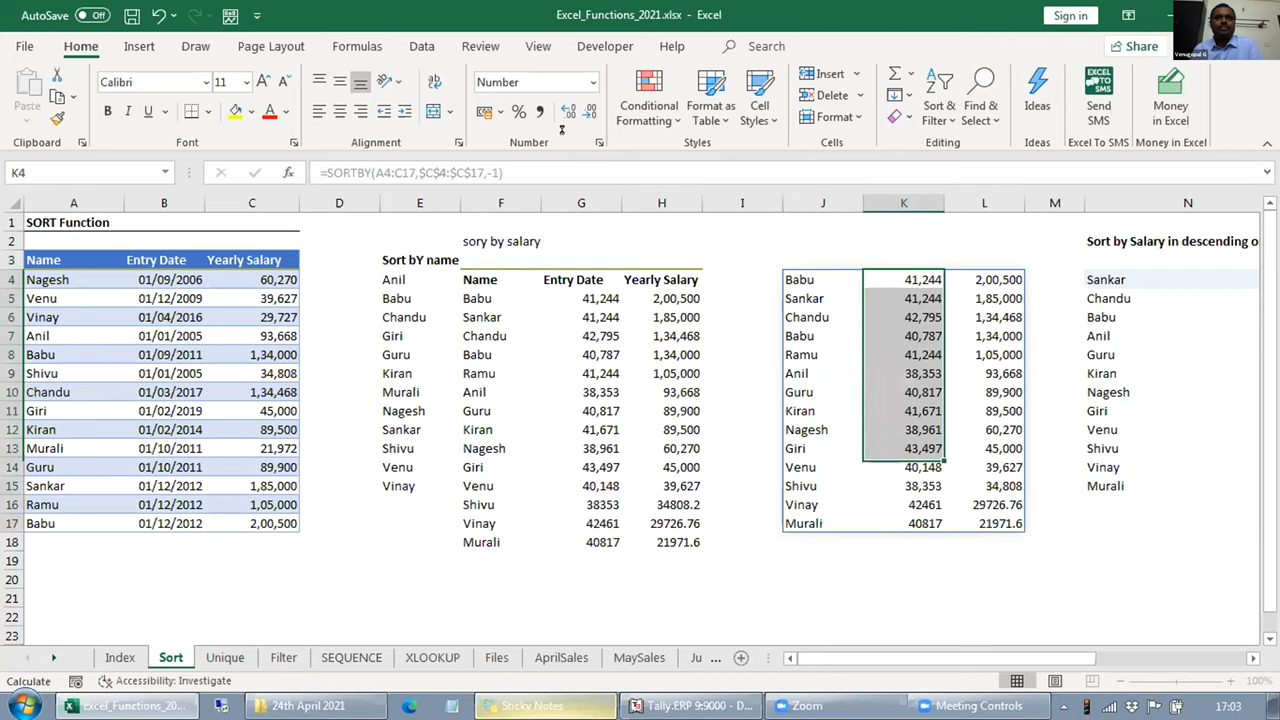 AutoSave Off
Excel_Functions_2021.xlsx - Excel
Sign in
Venugopal G
File Home Insert Draw Page Layout Formulas Data Review View Developer Help Search Share
Paste
Calibri 11
B I U
Number
Conditional Formatting
Format as Table
Cell Styles
Insert
Delete
Format
Sort & Filter
Find & Select
Ideas
EXCEL TO SMS
Send SMS
Money in Excel
Clipboard Font Alignment Number Styles Cells Editing Ideas Excel To SMS Money in Excel
K4 fx =SORTBY(A4:C17,$C$4:$C$17,-1)
A B C D E F G H I J K L M N
1 SORT Function
2 sory by salary Sort by Salary in descending o
3 Name Entry Date Yearly Salary Sort bY name
4 Nagesh 01/09/2006 60,270 Anil Name Entry Date Yearly Salary Babu 41,244 2,00,500 Sankar
5 Venu 01/12/2009 39,627 Babu Babu 41,244 2,00,500 Sankar 41,244 1,85,000 Chandu
6 Vinay 01/04/2016 29,727 Chandu Sankar 41,244 1,85,000 Chandu 42,795 1,34,468 Babu
7 Anil 01/01/2005 93,668 Giri Chandu 42,795 1,34,468 Babu 40,787 1,34,000 Anil
8 Babu 01/09/2011 1,34,000 Guru Babu 40,787 1,34,000 Ramu 41,244 1,05,000 Guru
9 Shivu 01/01/2005 34,808 Kiran Ramu 41,244 1,05,000 Anil 38,353 93,668 Kiran
10 Chandu 01/03/2017 1,34,468 Murali Anil 38,353 93,668 Guru 40,817 89,900 Nagesh
11 Giri 01/02/2019 45,000 Nagesh Guru 40,817 89,900 Kiran 41,671 89,500 Giri
12 Kiran 01/02/2014 89,500 Sankar Kiran 41,671 89,500 Nagesh 38,961 60,270 Venu
13 Murali 01/10/2011 21,972 Shivu Nagesh 38,961 60,270 Giri 43,497 45,000 Shivu
14 Guru 01/10/2011 89,900 Venu Giri 43,497 45,000 Venu 40,148 39,627 Vinay
15 Sankar 01/12/2012 1,85,000 Vinay Venu 40,148 39,627 Shivu 38,353 34,808 Murali
16 Ramu 01/12/2012 1,05,000 Shivu 38353 34808.2 Vinay 42461 29726.76
17 Babu 01/12/2012 2,00,500 Vinay 42461 29726.76 Murali 40817 21971.6
18 Murali 40817 21971.6
19
20
21
22
23
Index Sort Unique Filter SEQUENCE XLOOKUP Files AprilSales MaySales Ju ...
Calculate Accessibility: Investigate 100%
Excel_Functions_20... 24th April 2021 Sticky Notes Tally.ERP 9:9000 - D... Zoom Meeting Controls 17:03